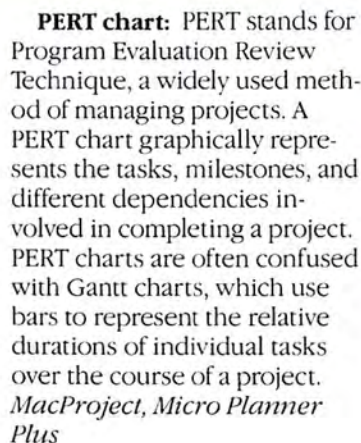 PERT chart: PERT stands for
Program Evaluation Review
Technique, a widely used meth-
od of managing projects. A
PERT chart graphically repre-
sents the tasks, milestones, and
different dependencies in-
volved in completing a project.
PERT charts are often confused
with Gantt charts, which use
bars to represent the relative
durations of individual tasks
over the course of a project.
MacProject, Micro Planner
Plus